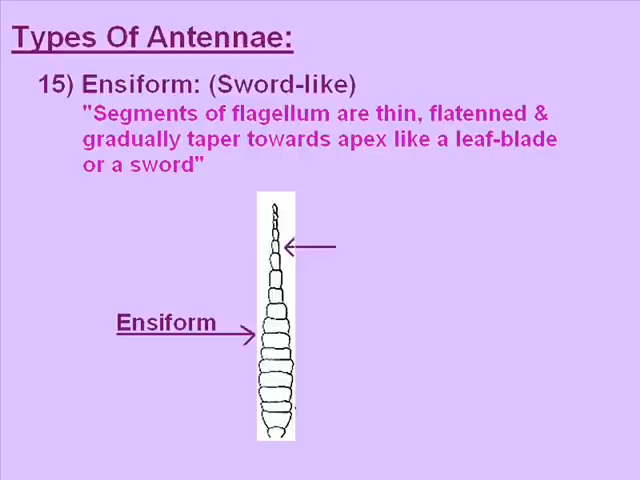 Types Of Antennae:
15) Ensiform: (Sword-like)
"Segments of flagellum are thin, flatenned &
gradually taper towards apex like a leaf-blade
or a sword"
Ensiform